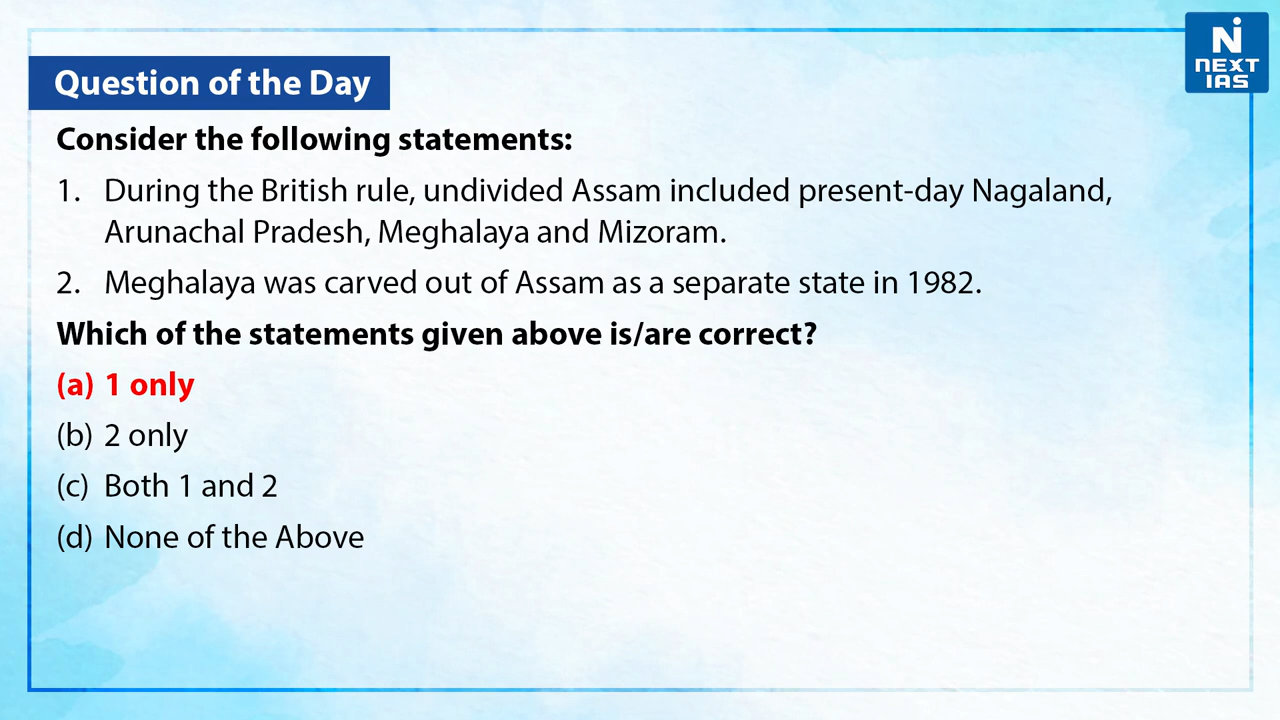 NEXT
IAS
Question of the Day
Consider the following statements:
1. During the British rule, undivided Assam included present-day Nagaland,
Arunachal Pradesh, Meghalaya and Mizoram.
2. Meghalaya was carved out of Assam as a separate state in 1982.
Which of the statements given above is/are correct?
(a) 1 only
(b) 2 only
(c) Both 1 and 2
(d) None of the Above